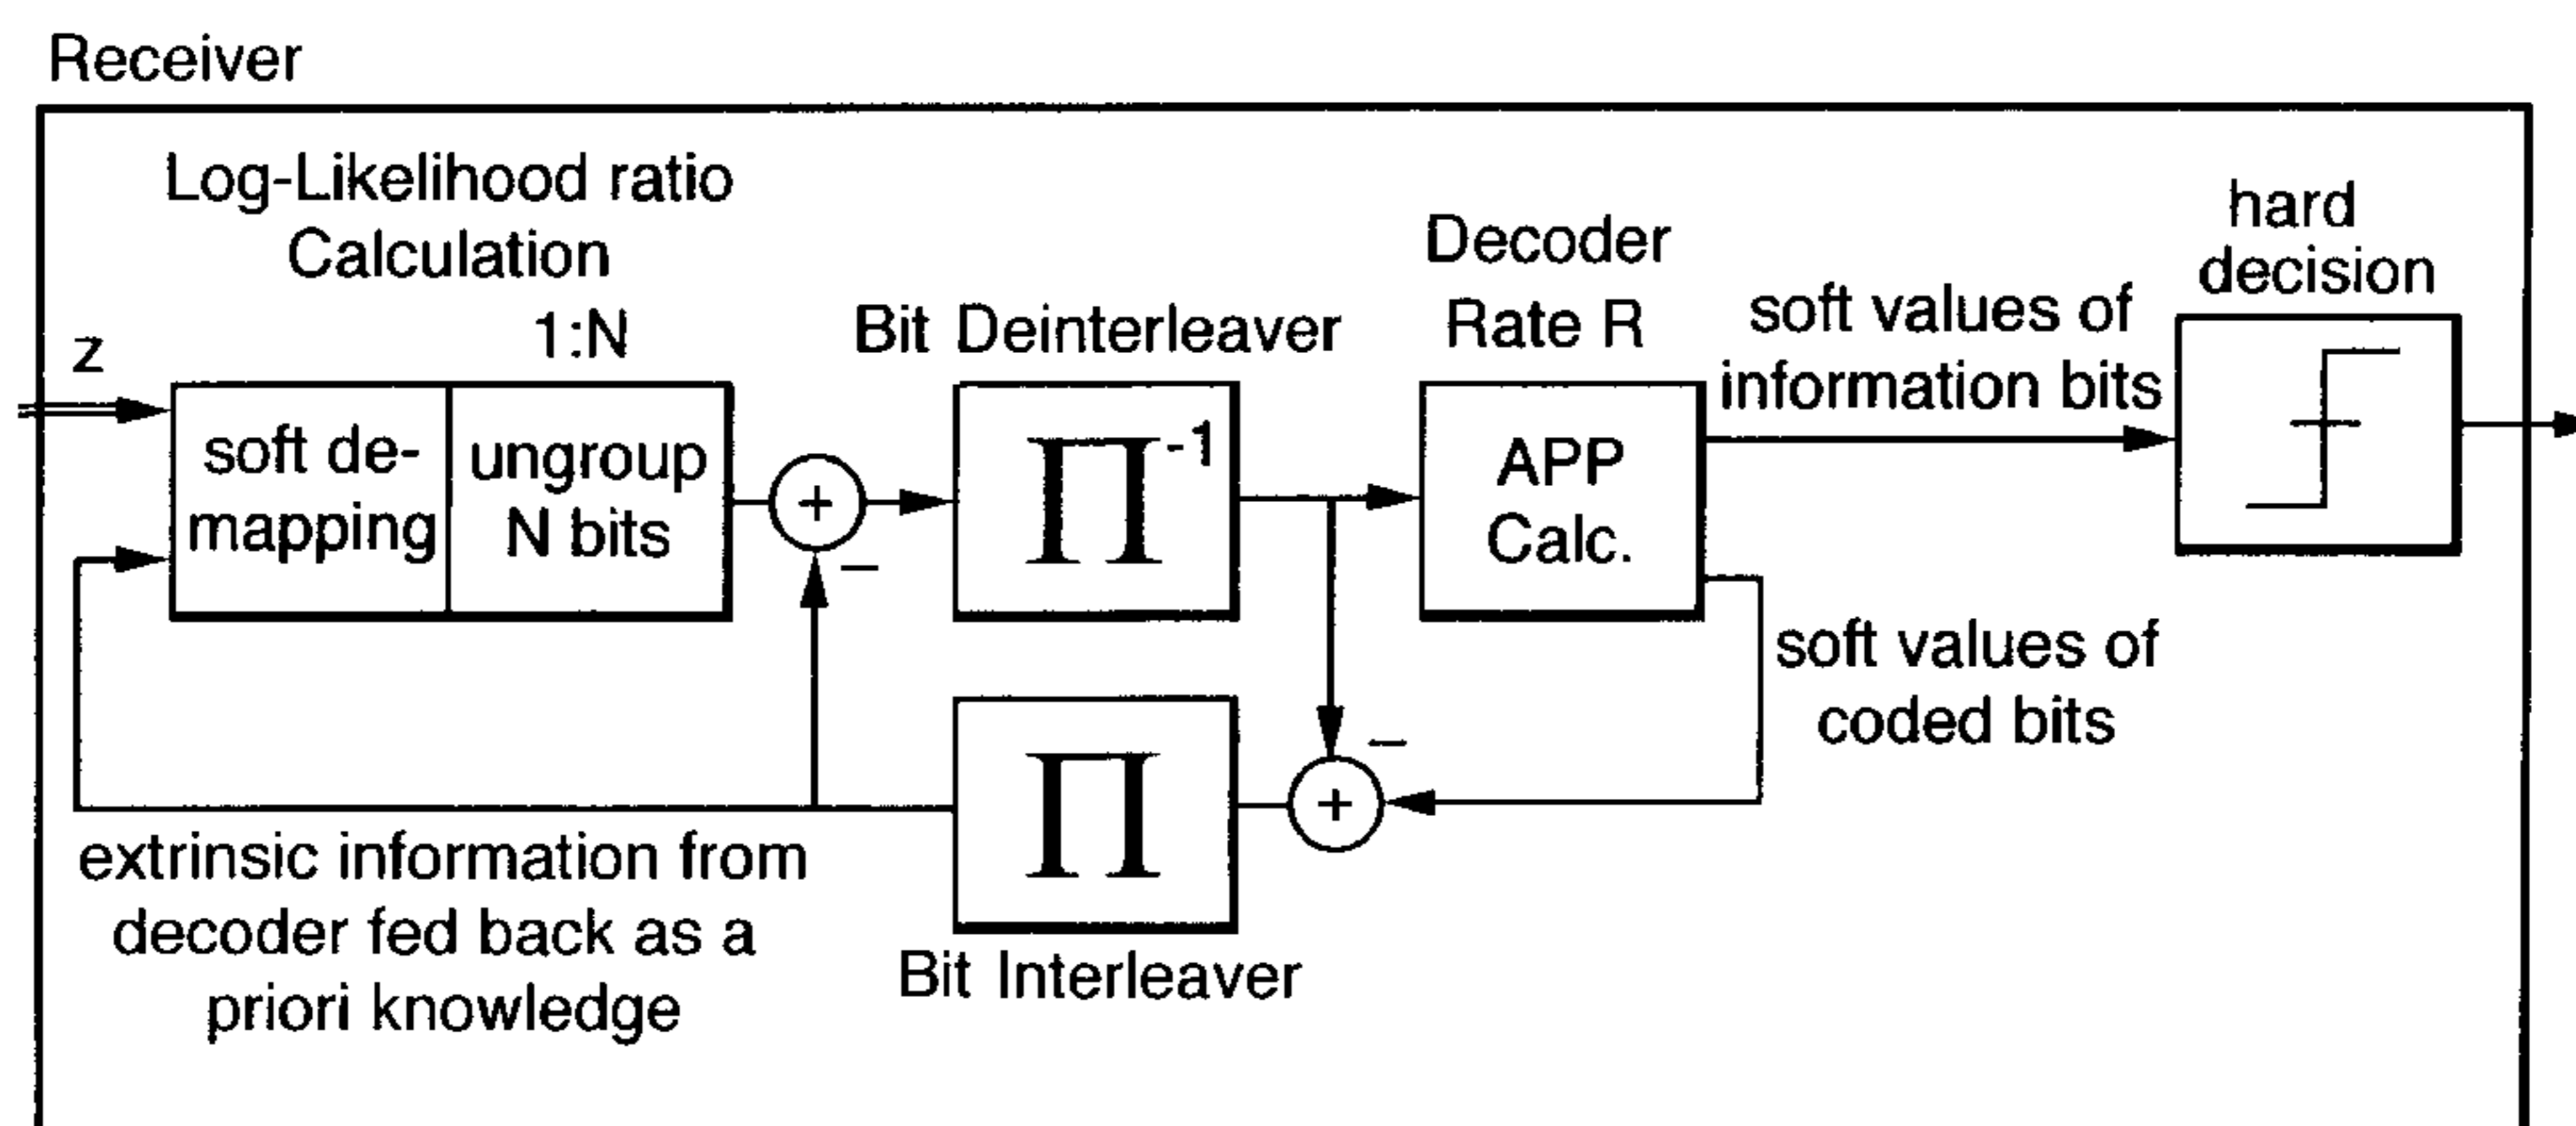 Receiver
Log-Likelihood ratio
Calculation
1:N
z
soft de-
mapping
ungroup
N bits
+
−
Bit Deinterleaver
∏-1
Decoder
Rate R
APP
Calc.
soft values of
information bits
hard
decision
soft values of
coded bits
−
+
∏
Bit Interleaver
extrinsic information from
decoder fed back as a
priori knowledge